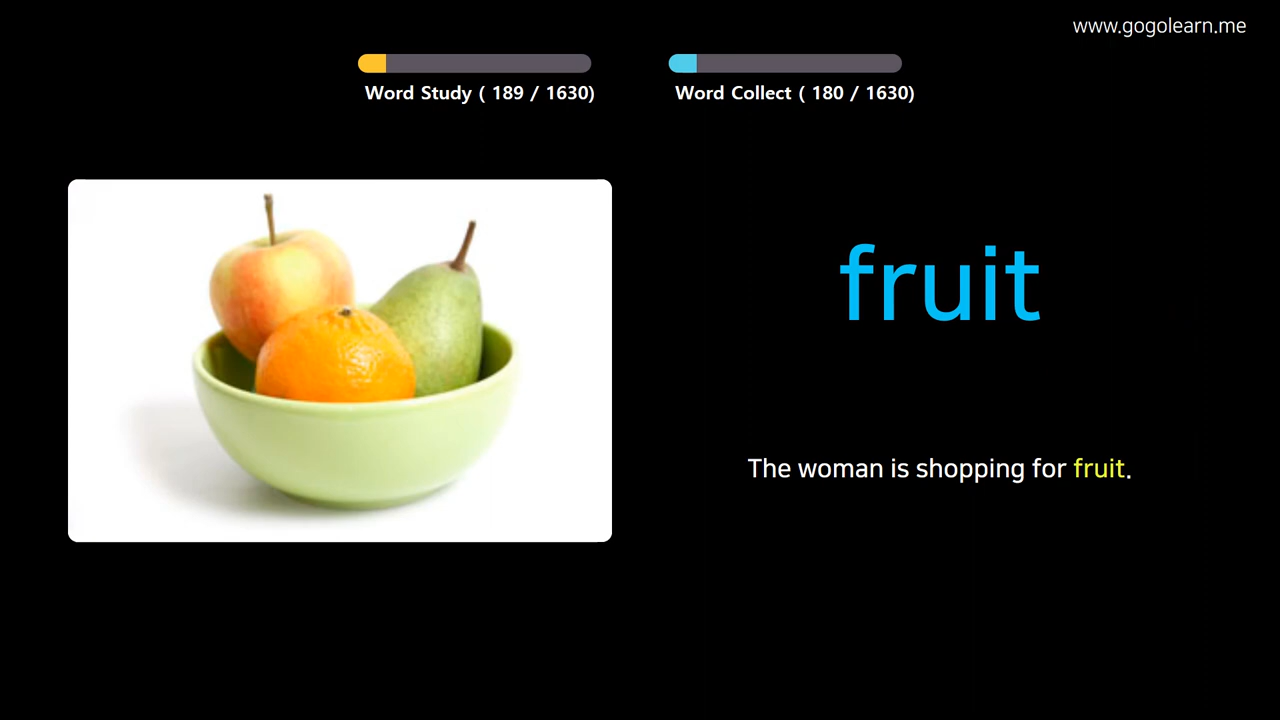 www.gogolearn.me
Word Study ( 189 / 1630)
Word Collect ( 180 / 1630)
fruit
The woman is shopping for fruit.